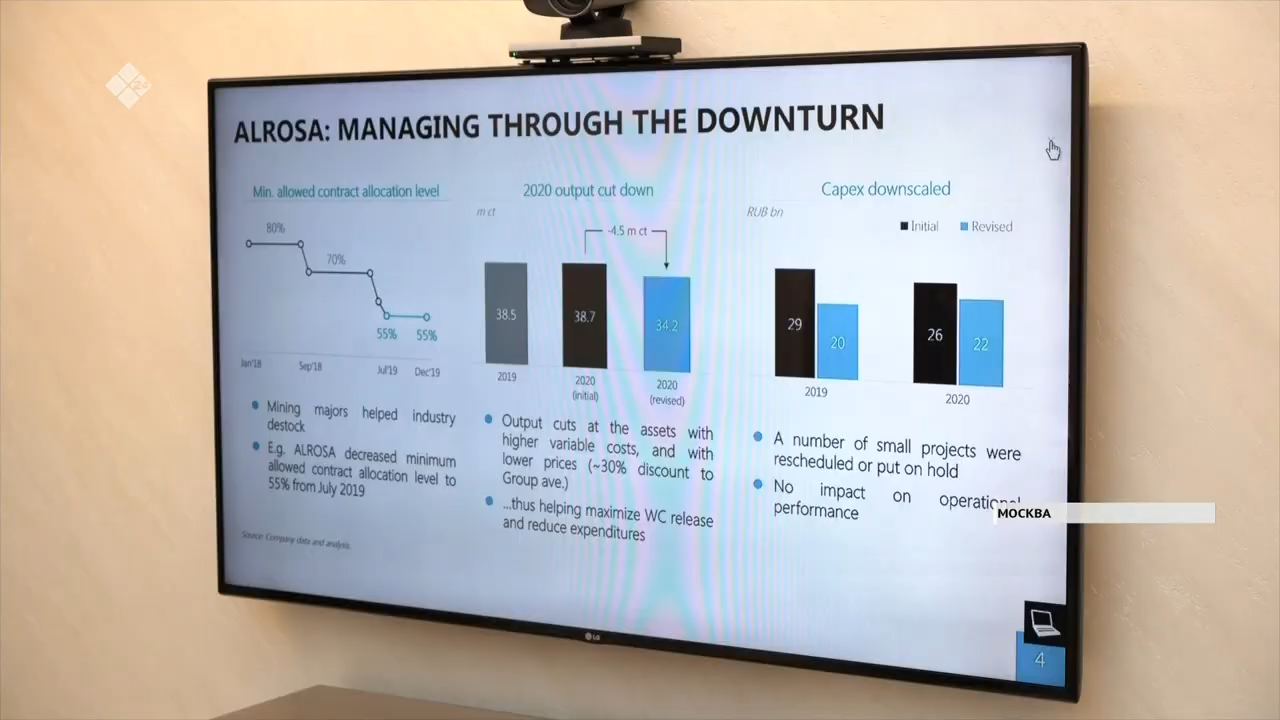 ALROSA: MANAGING THROUGH THE DOWNTURN
Min. allowed contract allocation level
80%
70%
55%
55%
Jan'18
Sep'18
Jul'19
Dec'19
Mining majors helped industry
destock
E.g. ALROSA decreased minimum
allowed contract allocation level to
55% from July 2019
Source: Company data and analysis
2020 output cut down
m ct
-4.5 m ct
38.5
38.7
34.2
2019
2020
(initial)
2020
(revised)
Output cuts at the assets with
higher variable costs, and with
lower prices (~30% discount to
Group ave.)
...thus helping maximize WC release
and reduce expenditures
Capex downscaled
RUB bn
Initial
Revised
29
20
26
22
2019
2020
A number of small projects were
rescheduled or put on hold
No impact on operational
performance
МОСКВА
4
LG
24